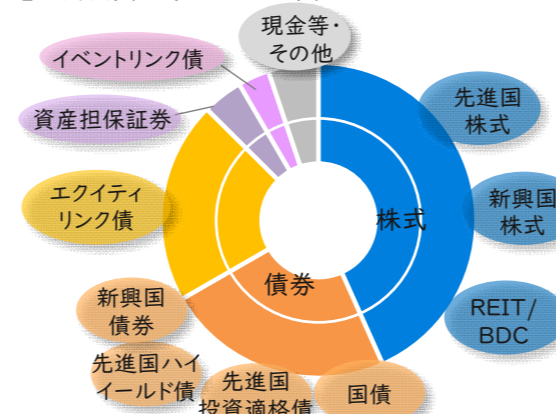 現金等・
その他
イベントリンク債
資産担保証券
エクイティ
リンク債
先進国
株式
新興国
株式
REIT/
BDC
株式
債券
新興国
債券
先進国ハイ
イールド債
先進国
投資適格債
国債